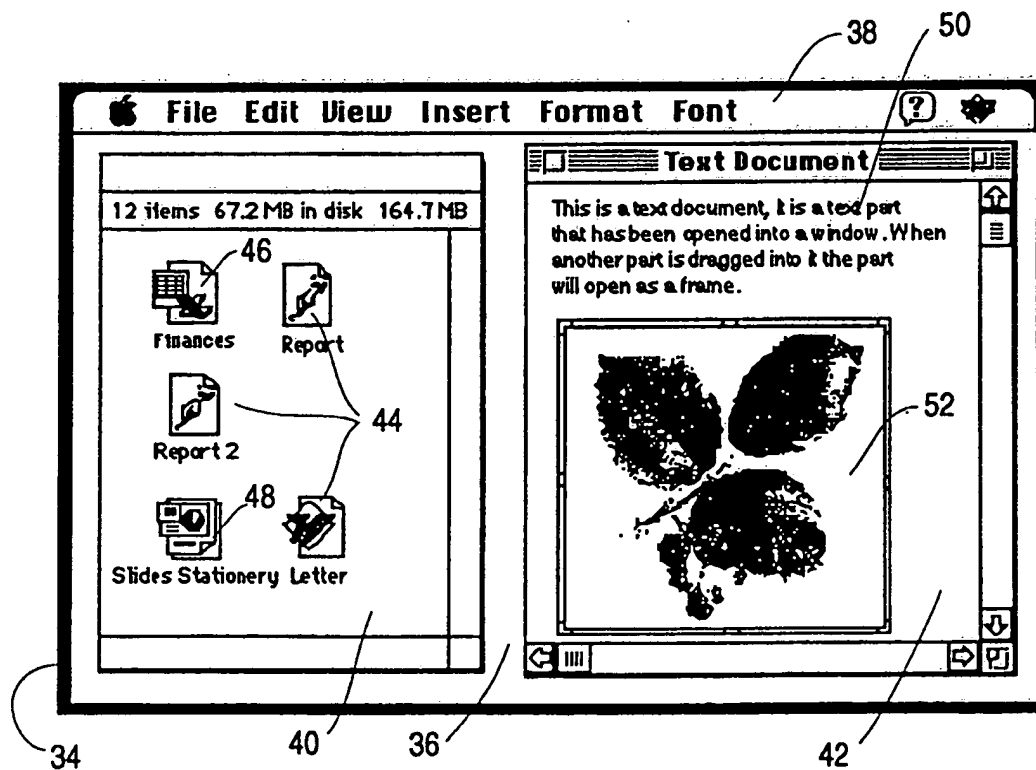 38
50
File Edit View Insert Format Font ?
Text Document
12 items 67.2 MB in disk 164.7 MB
This is a text document, it is a text part
that has been opened into a window. When
another part is dragged into it the part
will open as a frame.
46
Finances
Report
44
Report 2
52
48
Slides Stationery Letter
34
40
36
42